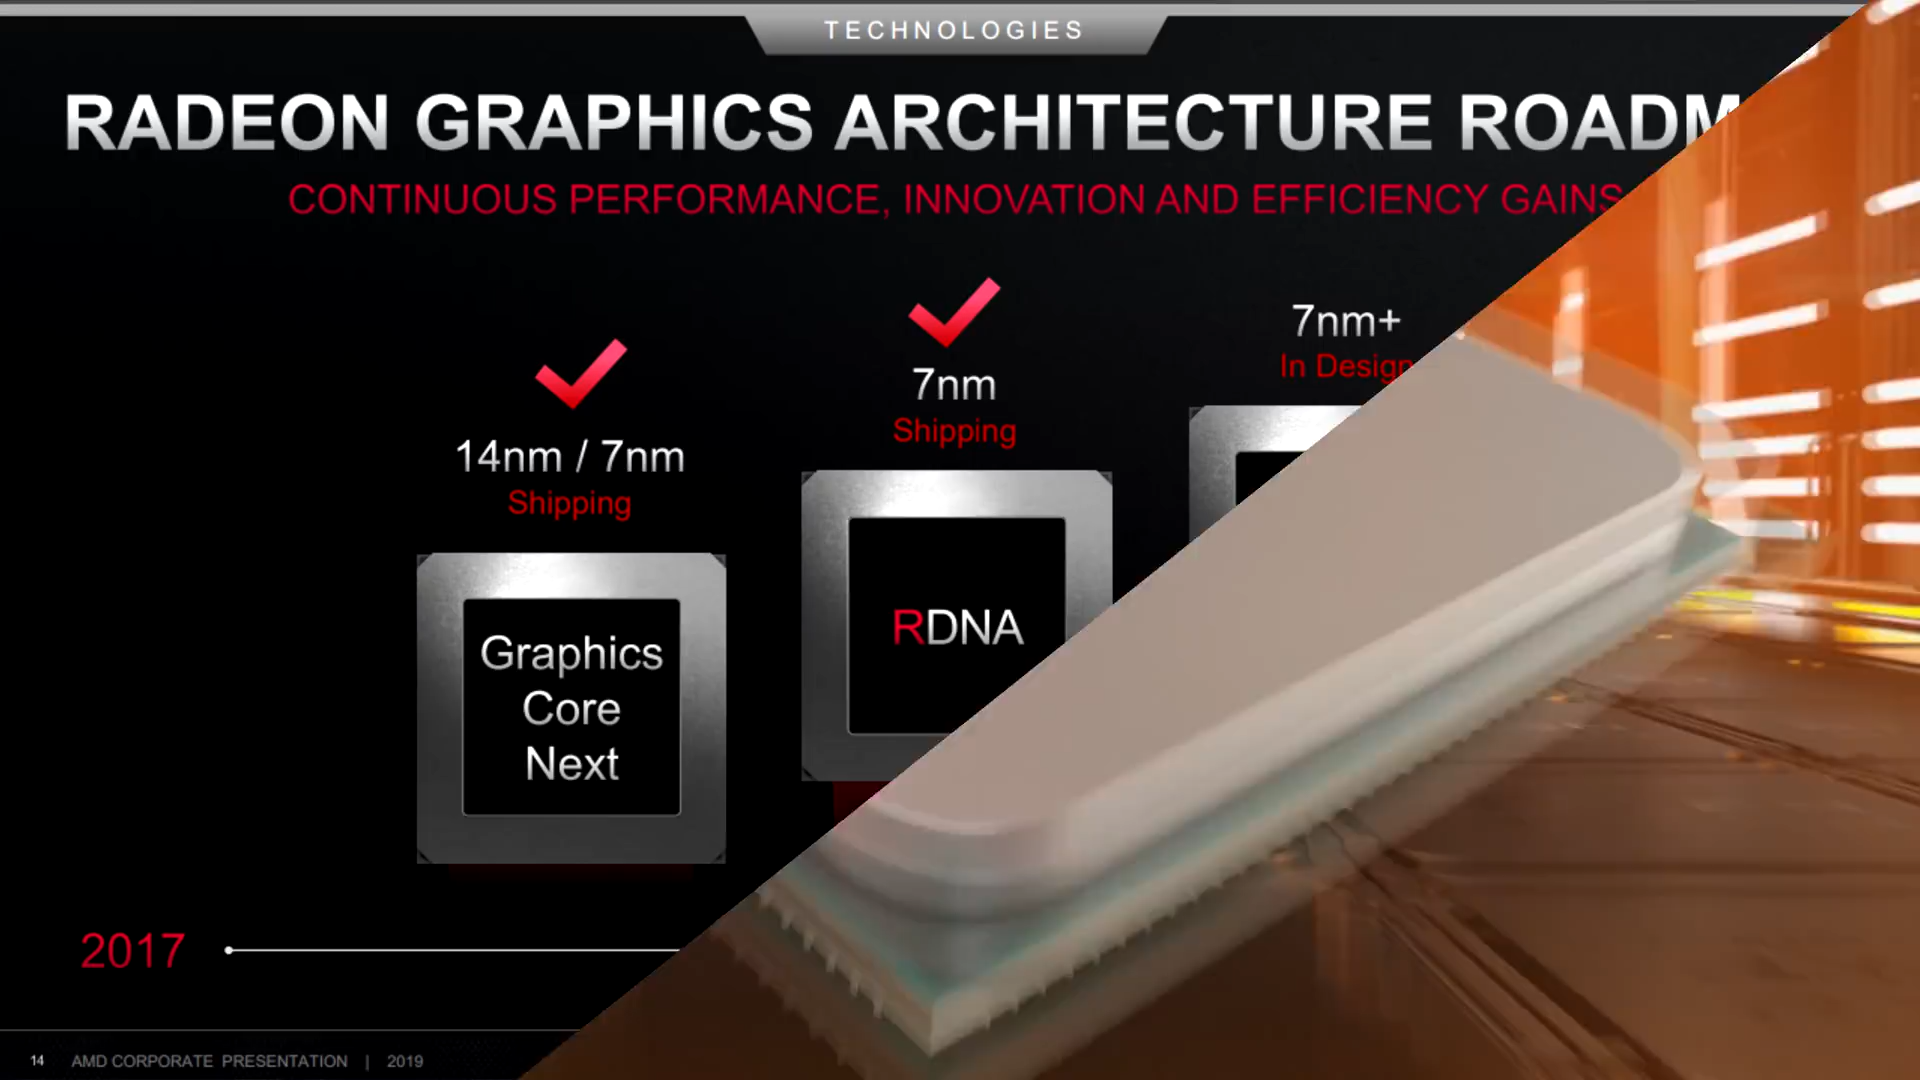 TECHNOLOGIES
RADEON GRAPHICS ARCHITECTURE ROADM
CONTINUOUS PERFORMANCE, INNOVATION AND EFFICIENCY GAINS
14nm / 7nm
Shipping
Graphics
Core
Next
7nm
Shipping
RDNA
7nm+
In Design
2017
14 AMD CORPORATE PRESENTATION | 2019